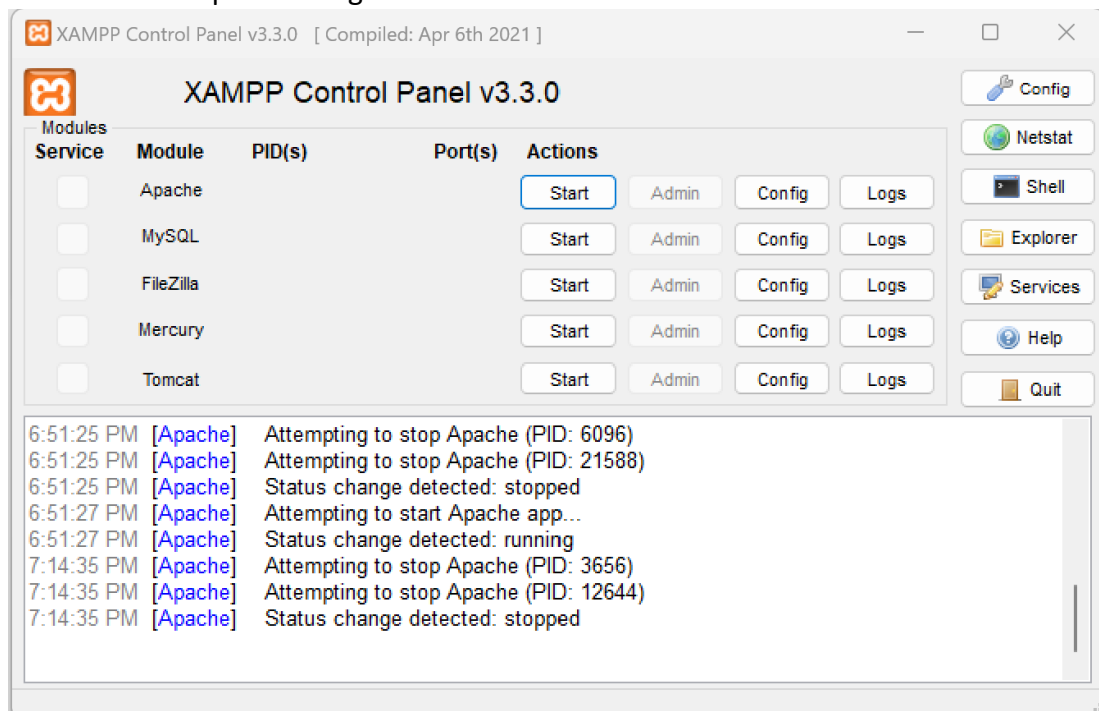 XAMPP Control Panel v3.3.0 [ Compiled: Apr 6th 2021 ]
XAMPP Control Panel v3.3.0
Config
Modules
Service Module PID(s) Port(s) Actions
Netstat
Apache Start Admin Config Logs
Shell
MySQL Start Admin Config Logs
Explorer
FileZilla Start Admin Config Logs
Services
Mercury Start Admin Config Logs
Help
Tomcat Start Admin Config Logs
Quit
6:51:25 PM [Apache] Attempting to stop Apache (PID: 6096)
6:51:25 PM [Apache] Attempting to stop Apache (PID: 21588)
6:51:25 PM [Apache] Status change detected: stopped
6:51:27 PM [Apache] Attempting to start Apache app...
6:51:27 PM [Apache] Status change detected: running
7:14:35 PM [Apache] Attempting to stop Apache (PID: 3656)
7:14:35 PM [Apache] Attempting to stop Apache (PID: 12644)
7:14:35 PM [Apache] Status change detected: stopped